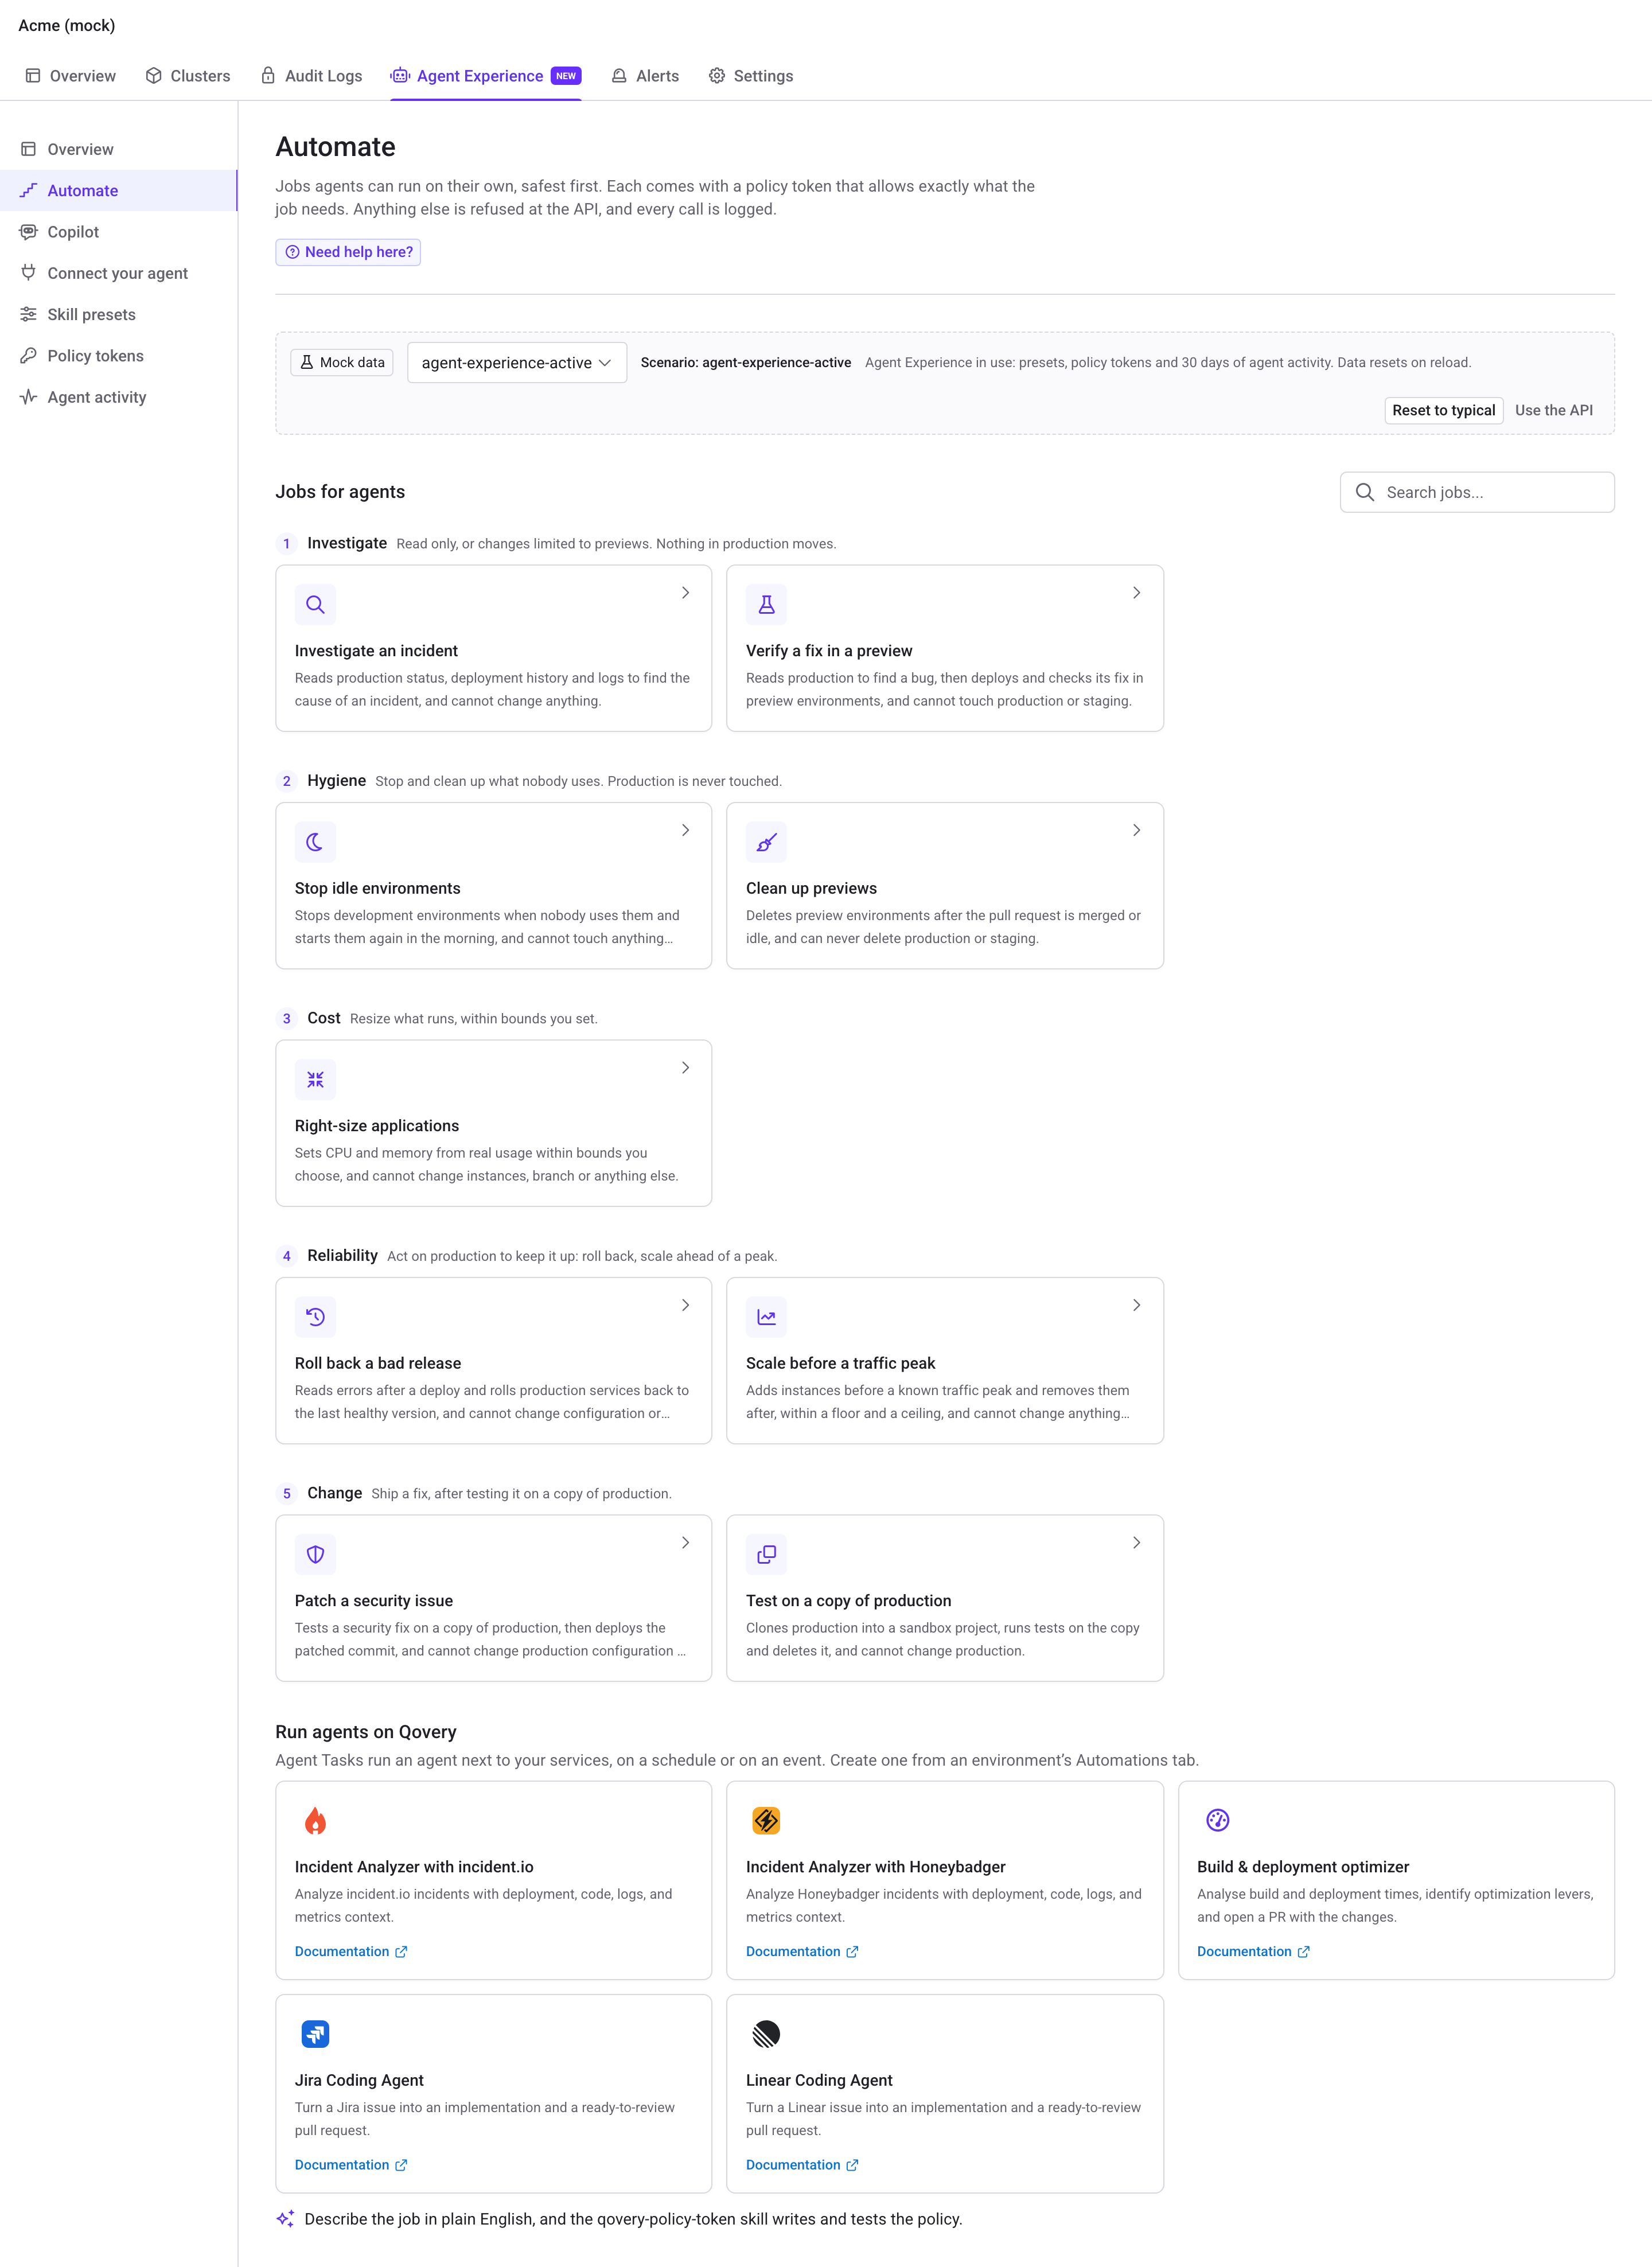 Acme (mock)
Overview
Clusters
Audit Logs
Agent Experience NEW
Alerts
Settings
Overview
Automate
Copilot
Connect your agent
Skill presets
Policy tokens
Agent activity
Automate
Jobs agents can run on their own, safest first. Each comes with a policy token that allows exactly what the
job needs. Anything else is refused at the API, and every call is logged.
Need help here?
Mock data
agent-experience-active
Scenario: agent-experience-active
Agent Experience in use: presets, policy tokens and 30 days of agent activity. Data resets on reload.
Reset to typical
Use the API
Jobs for agents
Search jobs...
1 Investigate Read only, or changes limited to previews. Nothing in production moves.
Investigate an incident
Reads production status, deployment history and logs to find the
cause of an incident, and cannot change anything.
Verify a fix in a preview
Reads production to find a bug, then deploys and checks its fix in
preview environments, and cannot touch production or staging.
2 Hygiene Stop and clean up what nobody uses. Production is never touched.
Stop idle environments
Stops development environments when nobody uses them and
starts them again in the morning, and cannot touch anything…
Clean up previews
Deletes preview environments after the pull request is merged or
idle, and can never delete production or staging.
3 Cost Resize what runs, within bounds you set.
Right-size applications
Sets CPU and memory from real usage within bounds you
choose, and cannot change instances, branch or anything else.
4 Reliability Act on production to keep it up: roll back, scale ahead of a peak.
Roll back a bad release
Reads errors after a deploy and rolls production services back to
the last healthy version, and cannot change configuration or…
Scale before a traffic peak
Adds instances before a known traffic peak and removes them
after, within a floor and a ceiling, and cannot change anything…
5 Change Ship a fix, after testing it on a copy of production.
Patch a security issue
Tests a security fix on a copy of production, then deploys the
patched commit, and cannot change production configuration …
Test on a copy of production
Clones production into a sandbox project, runs tests on the copy
and deletes it, and cannot change production.
Run agents on Qovery
Agent Tasks run an agent next to your services, on a schedule or on an event. Create one from an environment’s Automations tab.
Incident Analyzer with incident.io
Analyze incident.io incidents with deployment, code, logs, and
metrics context.
Documentation
Incident Analyzer with Honeybadger
Analyze Honeybadger incidents with deployment, code, logs, and
metrics context.
Documentation
Build & deployment optimizer
Analyse build and deployment times, identify optimization levers,
and open a PR with the changes.
Documentation
Jira Coding Agent
Turn a Jira issue into an implementation and a ready-to-review
pull request.
Documentation
Linear Coding Agent
Turn a Linear issue into an implementation and a ready-to-review
pull request.
Documentation
Describe the job in plain English, and the qovery-policy-token skill writes and tests the policy.